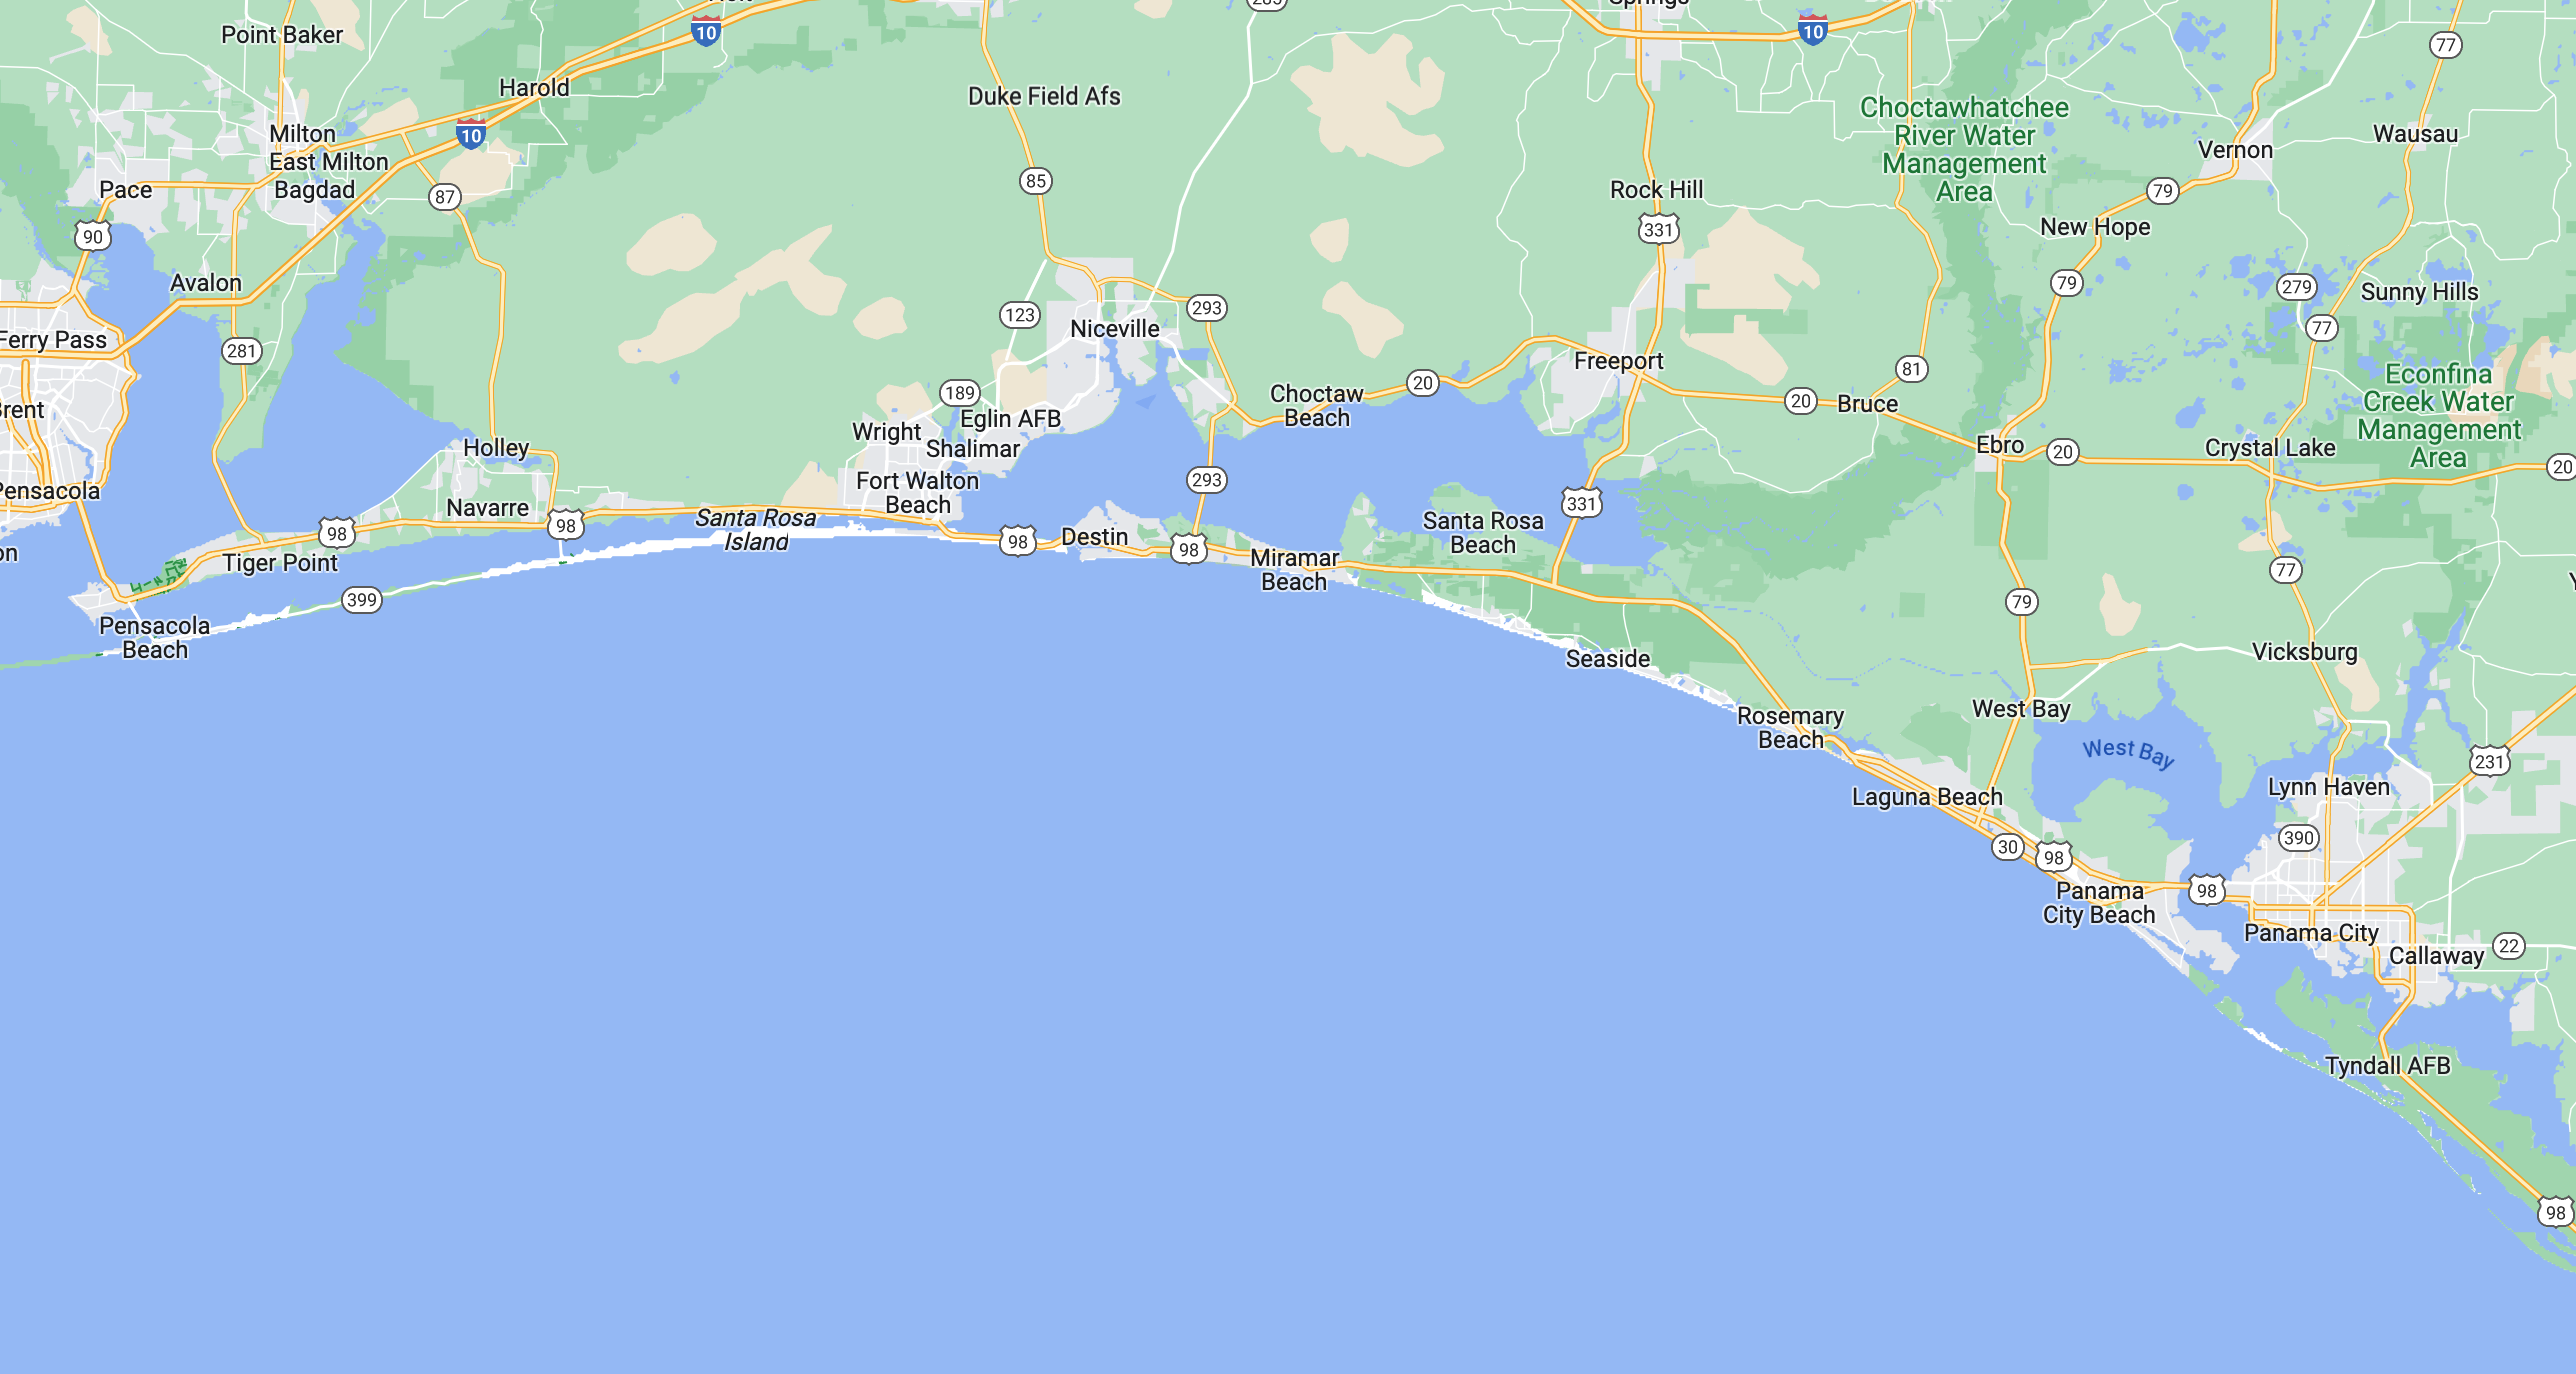 Springs
Point Baker
10
10
77
Harold
Duke Field Afs
Choctawhatchee
River Water
Management
Area
Milton
10
Wausau
East Milton
Vernon
Pace
Bagdad
87
85
Rock Hill
79
90
331
New Hope
Avalon
79
279
Sunny Hills
123
293
Niceville
77
Ferry Pass
281
Freeport
81
Econfina
Creek Water
Management
Area
189
Choctaw
Beach
20
20
Bruce
Brent
Wright
Eglin AFB
Shalimar
Holley
Ebro
20
Crystal Lake
20
Pensacola
Fort Walton
Beach
293
Navarre
331
98
98
Santa Rosa
Island
98
Destin
98
Santa Rosa
Beach
Tiger Point
Miramar
Beach
77
399
79
Pensacola
Beach
Seaside
Vicksburg
Rosemary
Beach
West Bay
West Bay
231
Laguna Beach
Lynn Haven
390
30
98
Panama
City Beach
98
Panama City
Callaway
22
Tyndall AFB
98